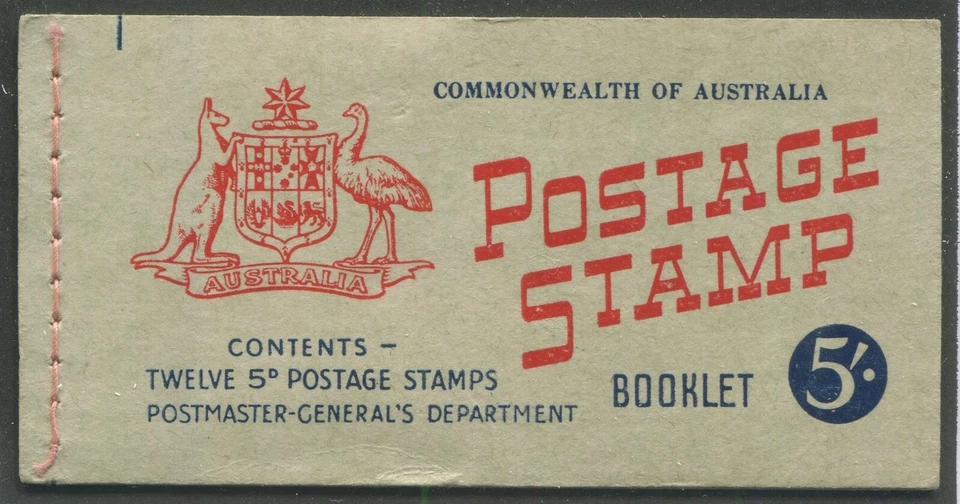 COMMONWEALTH OF AUSTRALIA
POSTAGE
STAMP
BOOKLET
5/-
AUSTRALIA
CONTENTS –
TWELVE 5ᴰ POSTAGE STAMPS
POSTMASTER-GENERAL'S DEPARTMENT